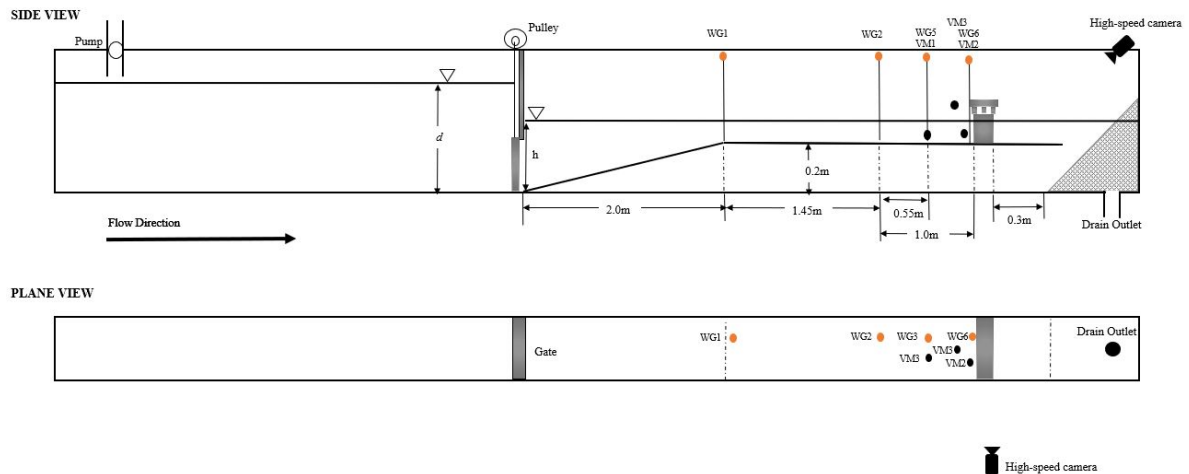 SIDE VIEW
Pump
Pulley
WG1
WG2
WG5
VM1
VM3
WG6
VM2
High-speed camera
d
h
0.2m
2.0m
1.45m
0.55m
1.0m
0.3m
Drain Outlet
Flow Direction
PLANE VIEW
Gate
WG1
WG2
WG3
WG6
VM3
VM3
VM2
Drain Outlet
High-speed camera